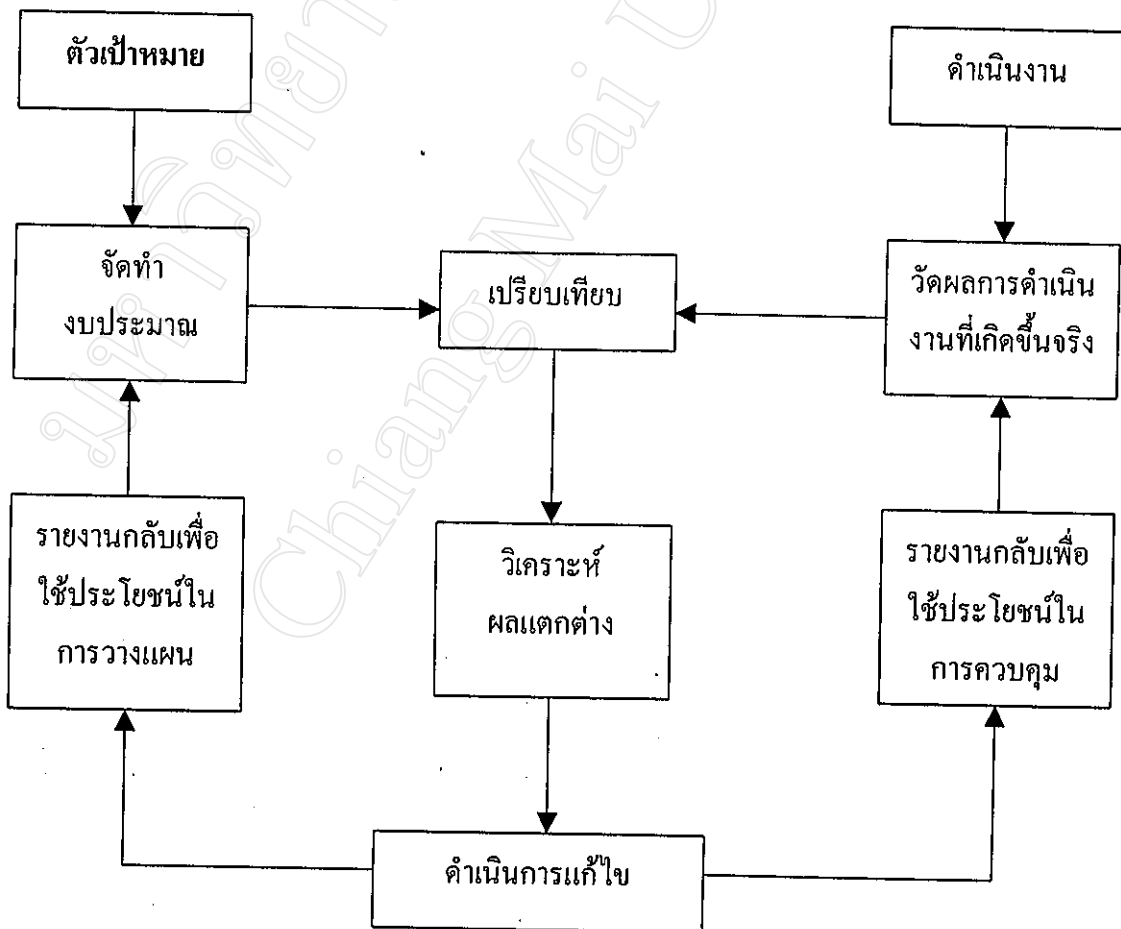 ตัวเป้าหมาย
ดำเนินงาน
จัดทำ
งบประมาณ
เปรียบเทียบ
วัดผลการดำเนิน
งานที่เกิดขึ้นจริง
รายงานกลับเพื่อ
ใช้ประโยชน์ใน
การวางแผน
วิเคราะห์
ผลแตกต่าง
รายงานกลับเพื่อ
ใช้ประโยชน์ใน
การควบคุม
ดำเนินการแก้ไข
Chiang Mai U